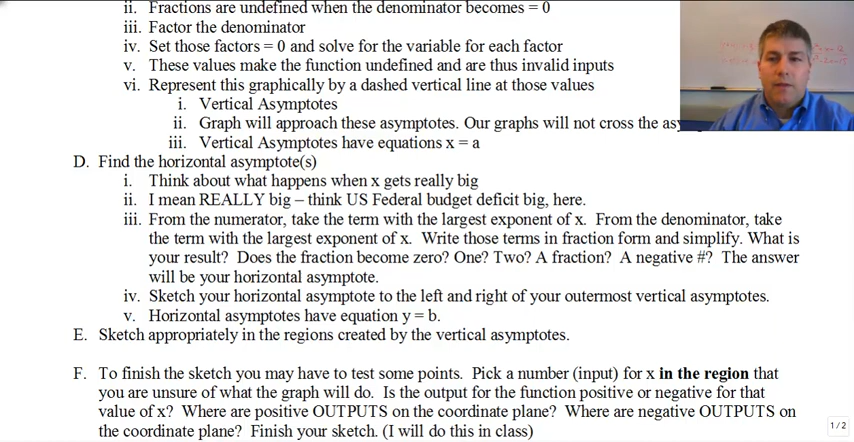 ii. Fractions are undefined when the denominator becomes = 0
iii. Factor the denominator
iv. Set those factors = 0 and solve for the variable for each factor
v. These values make the function undefined and are thus invalid inputs
vi. Represent this graphically by a dashed vertical line at those values
i. Vertical Asymptotes
ii. Graph will approach these asymptotes. Our graphs will not cross the
iii. Vertical Asymptotes have equations x = a
D. Find the horizontal asymptote(s)
i. Think about what happens when x gets really big
ii. I mean REALLY big – think US Federal budget deficit big, here.
iii. From the numerator, take the term with the largest exponent of x. From the denominator, take
the term with the largest exponent of x. Write those terms in fraction form and simplify. What is
your result? Does the fraction become zero? One? Two? A fraction? A negative #? The answer
will be your horizontal asymptote.
iv. Sketch your horizontal asymptote to the left and right of your outermost vertical asymptotes.
v. Horizontal asymptotes have equation y = b.
E. Sketch appropriately in the regions created by the vertical asymptotes.
F. To finish the sketch you may have to test some points. Pick a number (input) for x in the region that
you are unsure of what the graph will do. Is the output for the function positive or negative for that
value of x? Where are positive OUTPUTS on the coordinate plane? Where are negative OUTPUTS on
the coordinate plane? Finish your sketch. (I will do this in class)
1 / 2